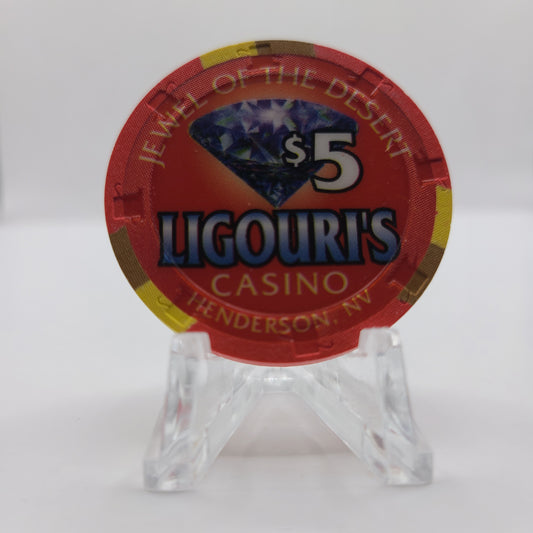 JEWEL OF THE DESERT
$5
LIGOURI'S
CASINO
HENDERSON, NV